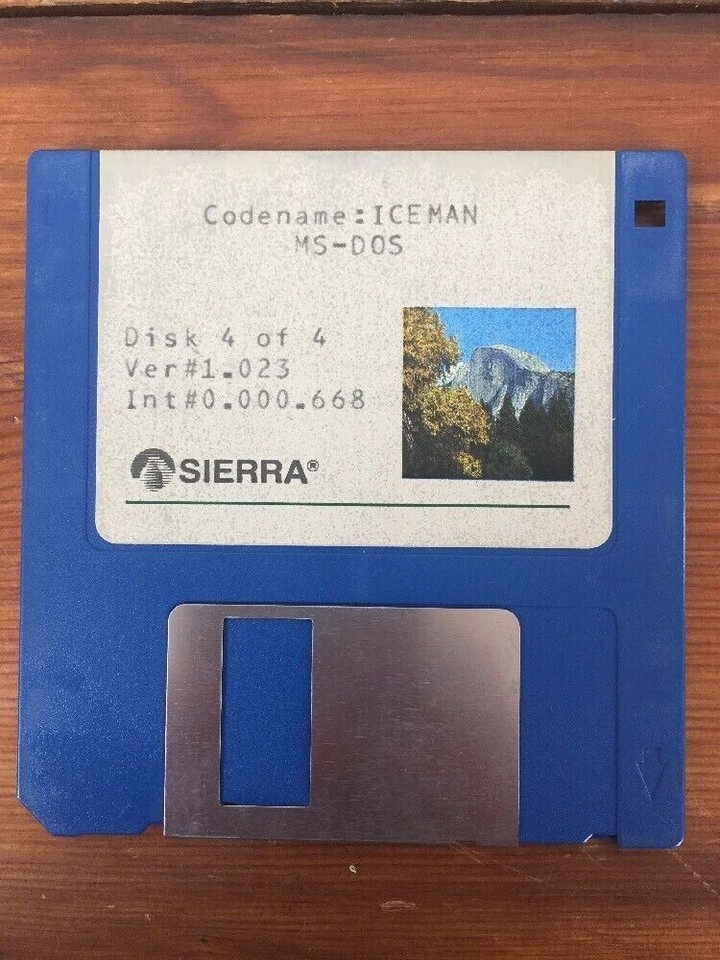 Codename:ICEMAN
MS-DOS
Disk 4 of 4
Ver#1.023
Int#0.000.668
SIERRA®